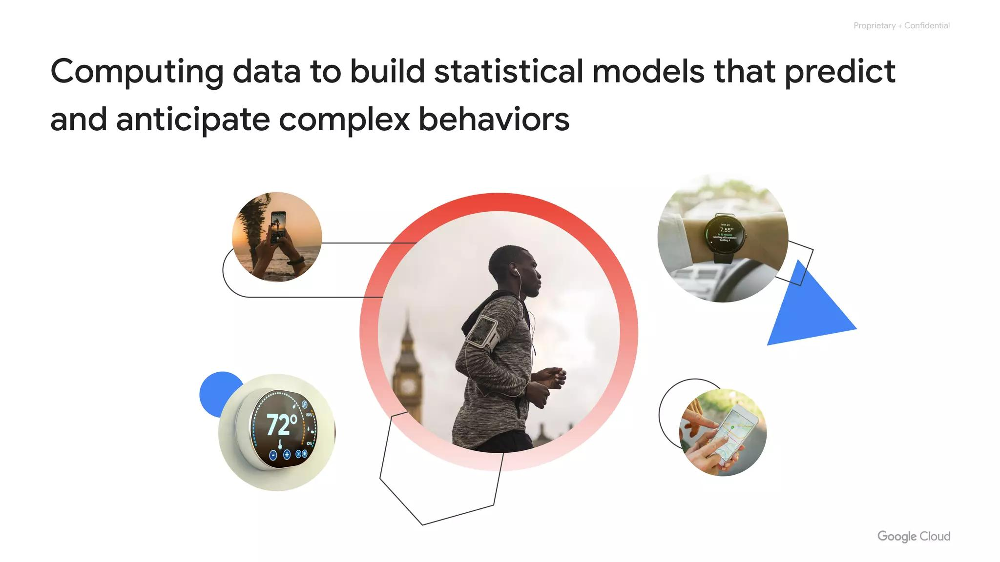 Proprietary + Confidential
Computing data to build statistical models that predict
and anticipate complex behaviors
Mon 24
7:55
in 35 minutes
Meeting with customer
Building A
72°
80%
10%
Google Cloud